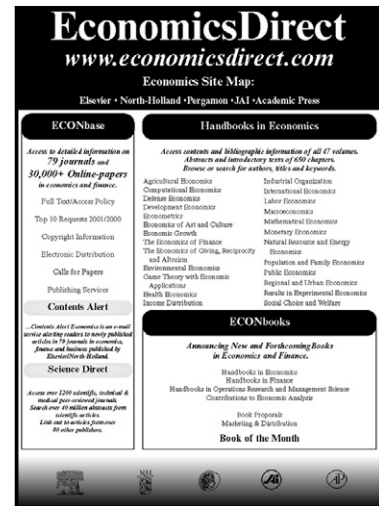 EconomicsDirect
www.economicsdirect.com
Economics Site Map:
Elsevier • North-Holland •Pergamon •JAI •Academic Press
ECONbase
Access to detailed information on
79 journals and
30,000+ Online-papers
in economics and finance.
Full Text/Access Policy
Top 10 Requests 2001/2000
Copyright Information
Electronic Distribution
Calls for Papers
Publishing Services
Contents Alert
...Contents Alert Economics is an e-mail
service alerting readers to newly published
articles in 79 journals in economics,
finance and business published by
Elsevier/North Holland.
Science Direct
Access over 1200 scientific, technical &
medical peer-reviewed journals.
Search over 40 million abstracts from
scientific articles.
Link out to articles from over
80 other publishers.
Handbooks in Economics
Access contents and bibliographic information of all 47 volumes.
Abstracts and introductory texts of 650 chapters.
Browse or search for authors, titles and keywords.
Agricultural Economics
Computational Economics
Defense Economics
Development Economics
Econometrics
Economics of Art and Culture
Economic Growth
The Economics of Finance
The Economics of Giving, Reciprocity
and Altruism
Environmental Economics
Game Theory with Economic
Applications
Health Economics
Income Distribution
Industrial Organization
International Economics
Labor Economics
Macroeconomics
Mathematical Economics
Monetary Economics
Natural Resource and Energy
Economics
Population and Family Economics
Public Economics
Regional and Urban Economics
Results in Experimental Economics
Social Choice and Welfare
ECONbooks
Announcing New and ForthcomingBooks
in Economics and Finance.
Handbooks in Economics
Handbooks in Finance
Handbooks in Operations Research and Management Science
Contributions to Economic Analysis
Book Proposals
Marketing & Distribution
Book of the Month